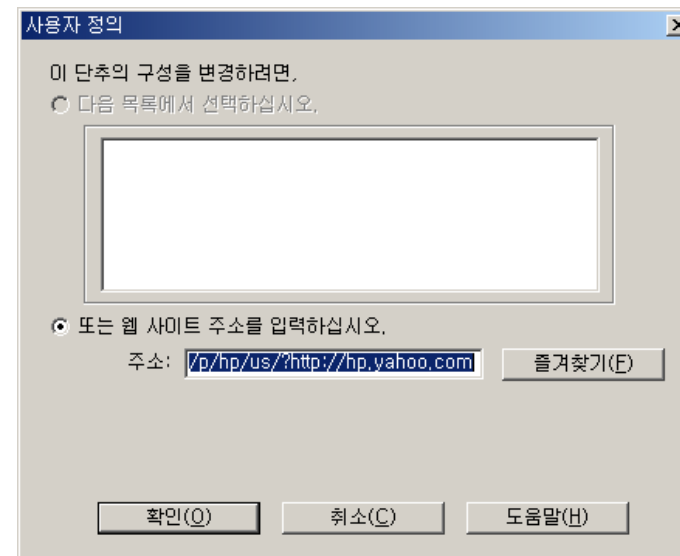 사용자 정의
이 단추의 구성을 변경하려면,
다음 목록에서 선택하십시오.
또는 웹 사이트 주소를 입력하십시오.
주소: /p/hp/us/?http://hp.yahoo.com 즐겨찾기(F)
확인(O) 취소(C) 도움말(H)